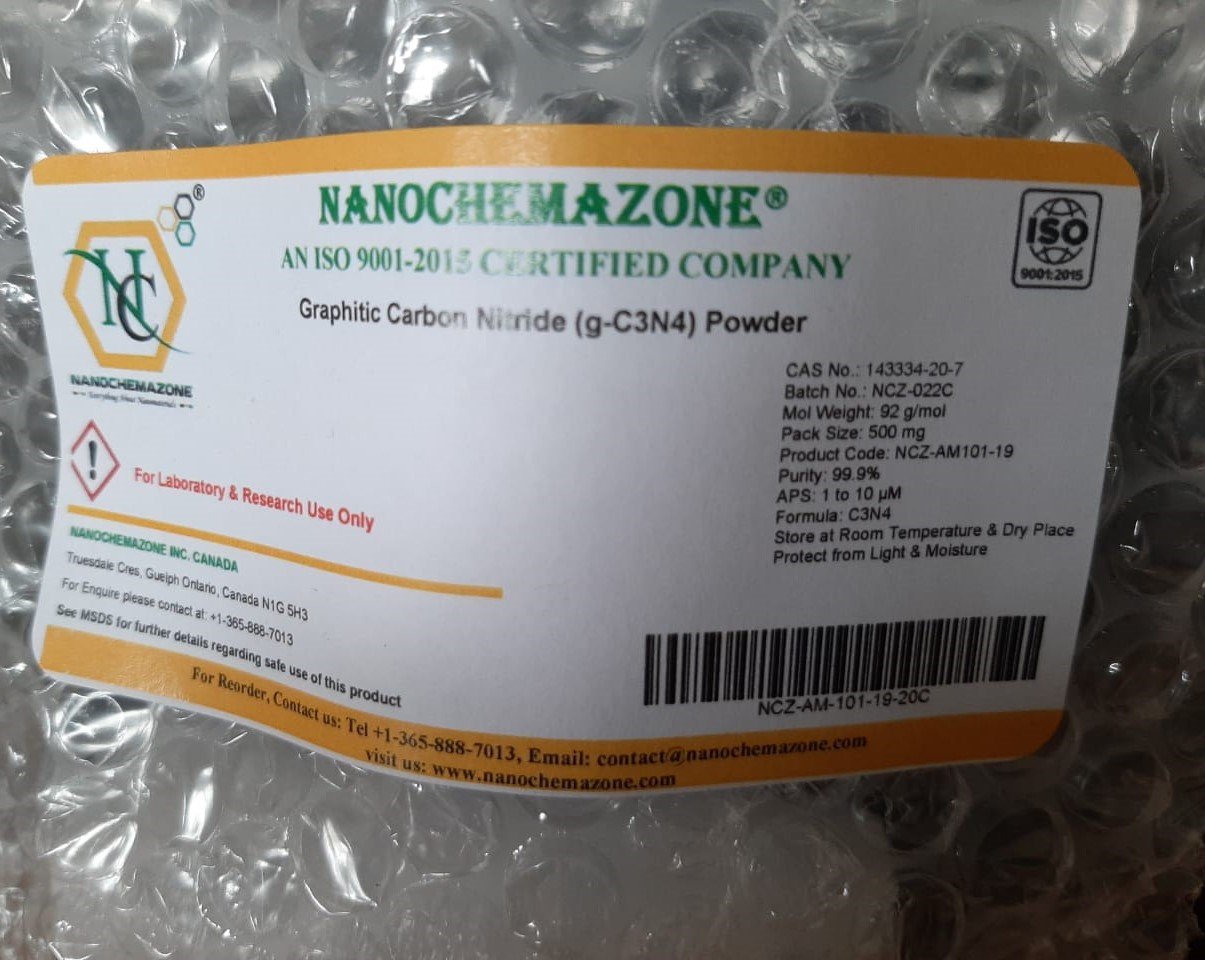 NANOCHEMAZONE®
AN ISO 9001-2015 CERTIFIED COMPANY
Graphitic Carbon Nitride (g-C3N4) Powder
®
NC
NANOCHEMAZONE
ISO
9001:2015
CAS No.: 143334-20-7
Batch No.: NCZ-022C
Mol Weight: 92 g/mol
Pack Size: 500 mg
Product Code: NCZ-AM101-19
Purity: 99.9%
APS: 1 to 10 µM
Formula: C3N4
Store at Room Temperature & Dry Place
Protect from Light & Moisture
!
For Laboratory & Research Use Only
NANOCHEMAZONE INC. CANADA
Truesdale Cres, Guelph Ontario, Canada N1G 5H3
For Enquire please contact at: +1-365-888-7013
See MSDS for further details regarding safe use of this product
NCZ-AM-101-19-20C
For Reorder, Contact us: Tel +1-365-888-7013, Email: contact@nanochemazone.com
visit us: www.nanochemazone.com